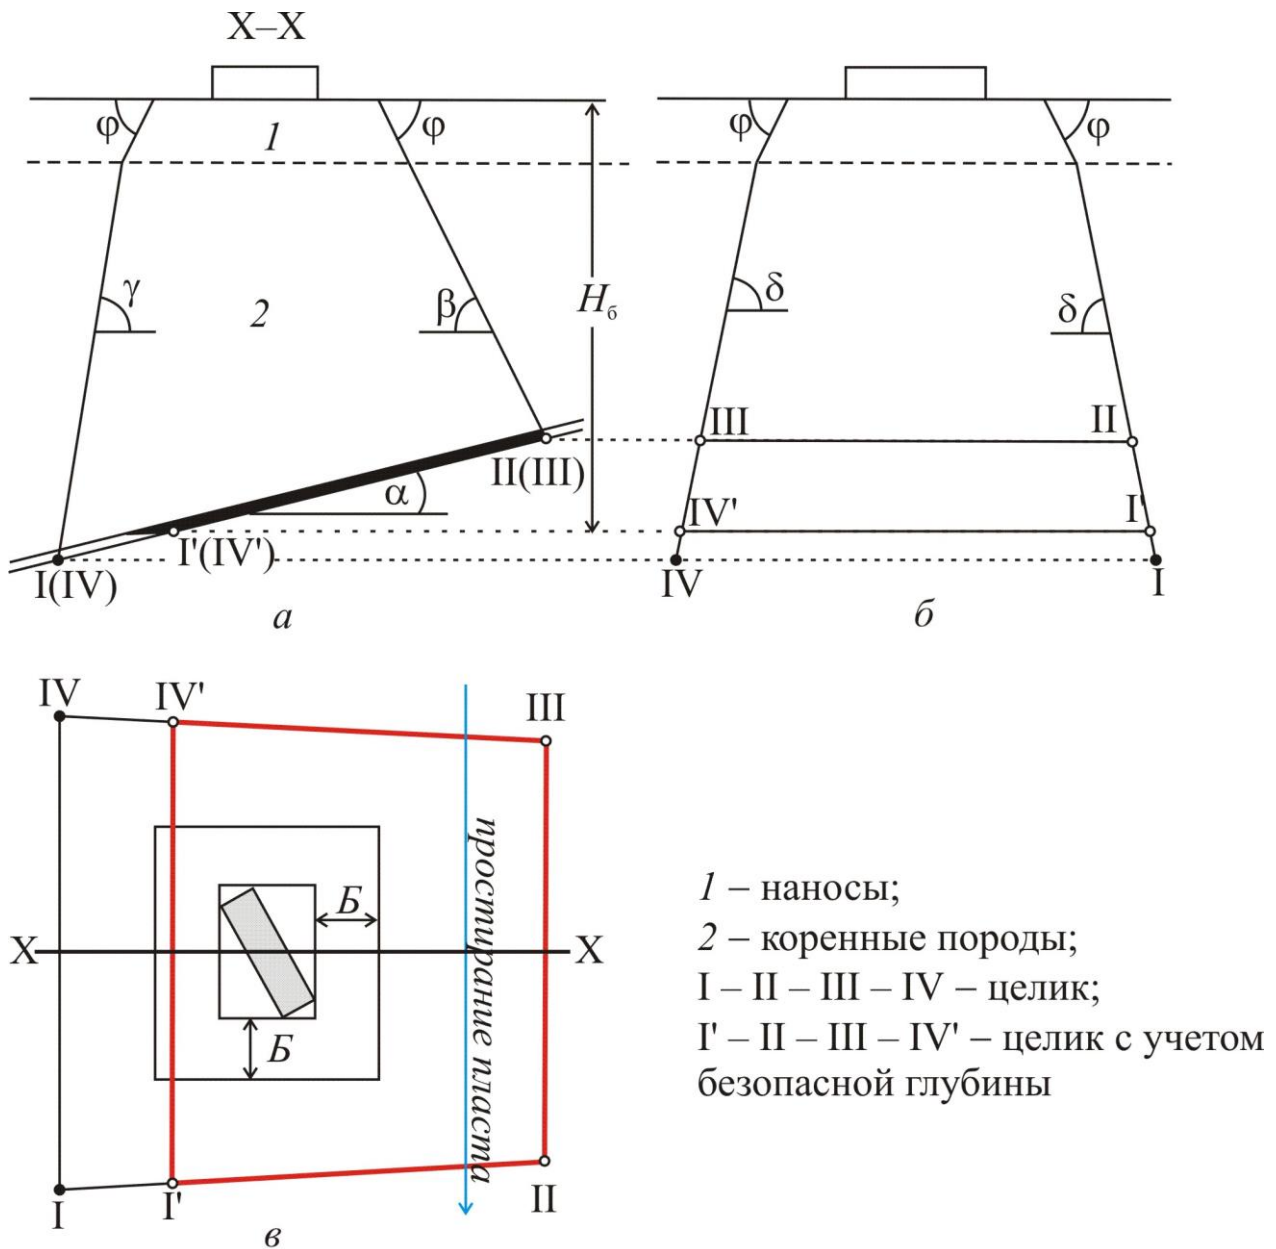 X–X
φ 1 φ φ φ
γ 2 β Hб δ δ
III II
II(III)
α
I'(IV') IV' I'
I(IV) IV I
а б
IV IV' III
Б
X X
простирание пласта
Б
I I' II
в
1 – наносы;
2 – коренные породы;
I – II – III – IV – целик;
I' – II – III – IV' – целик с учетом
безопасной глубины